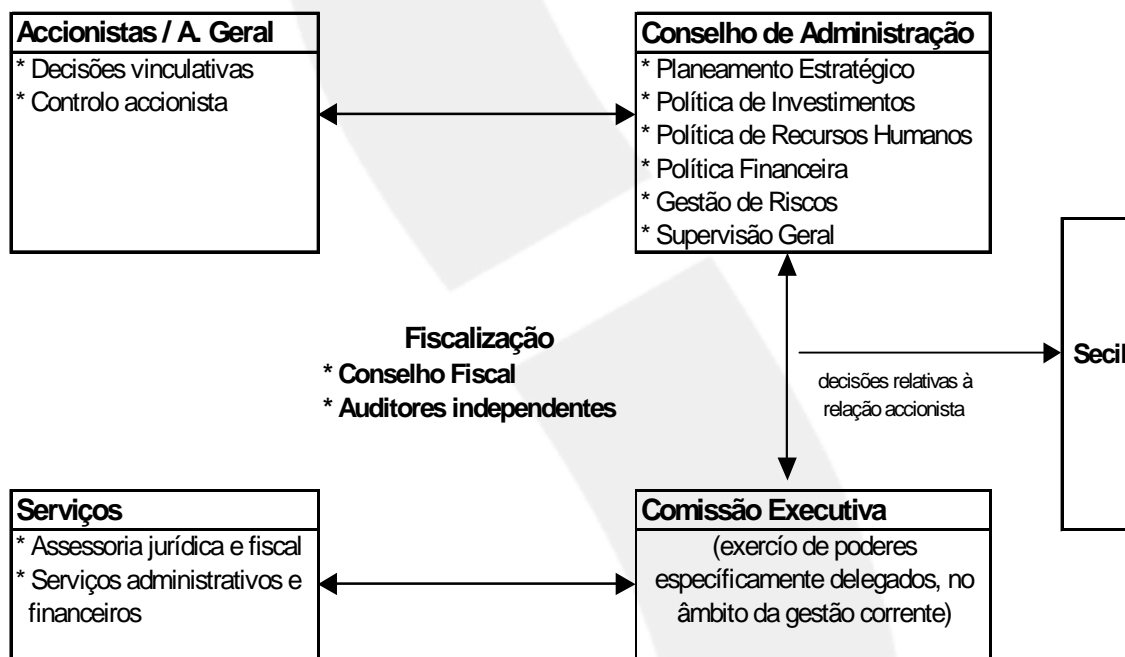 Accionistas / A. Geral
* Decisões vinculativas
* Controlo accionista
Conselho de Administração
* Planeamento Estratégico
* Política de Investimentos
* Política de Recursos Humanos
* Política Financeira
* Gestão de Riscos
* Supervisão Geral
Fiscalização
* Conselho Fiscal
* Auditores independentes
decisões relativas à
relação accionista
Secil
Serviços
* Assessoria jurídica e fiscal
* Serviços administrativos e
financeiros
Comissão Executiva
(exercío de poderes
específicamente delegados, no
âmbito da gestão corrente)